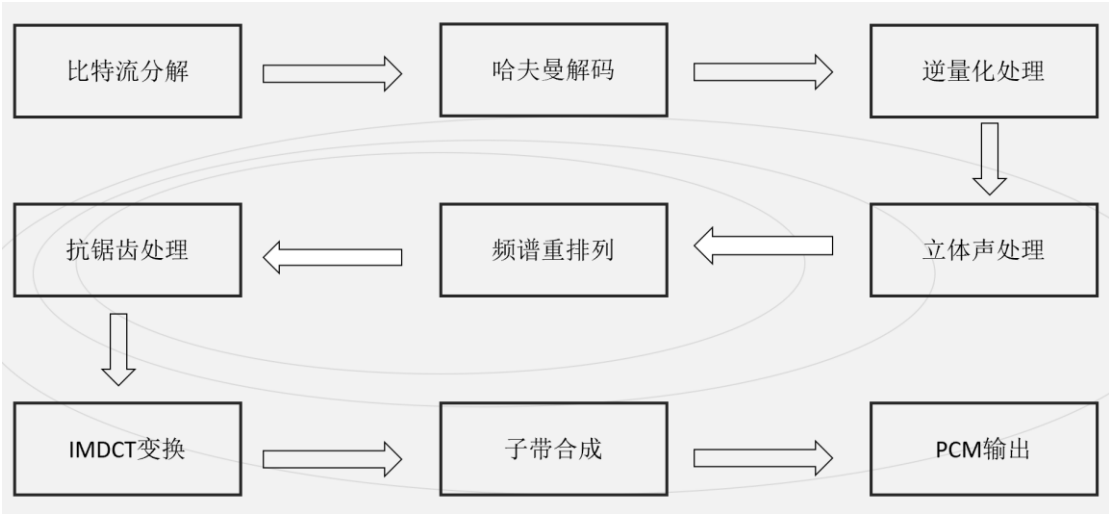 比特流分解
哈夫曼解码
逆量化处理
立体声处理
频谱重排列
抗锯齿处理
IMDCT变换
子带合成
PCM输出